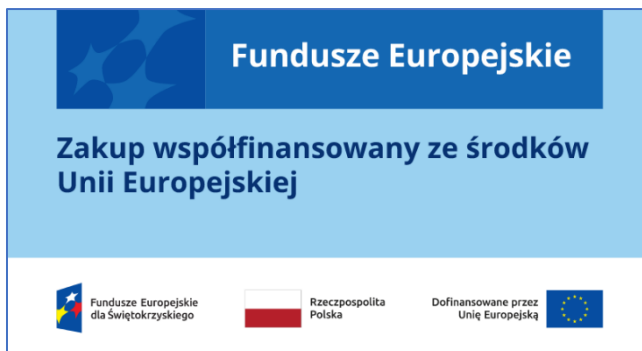 Fundusze Europejskie
Zakup współfinansowany ze środków
Unii Europejskiej
Fundusze Europejskie
dla Świętokrzyskiego
Rzeczpospolita
Polska
Dofinansowane przez
Unię Europejską